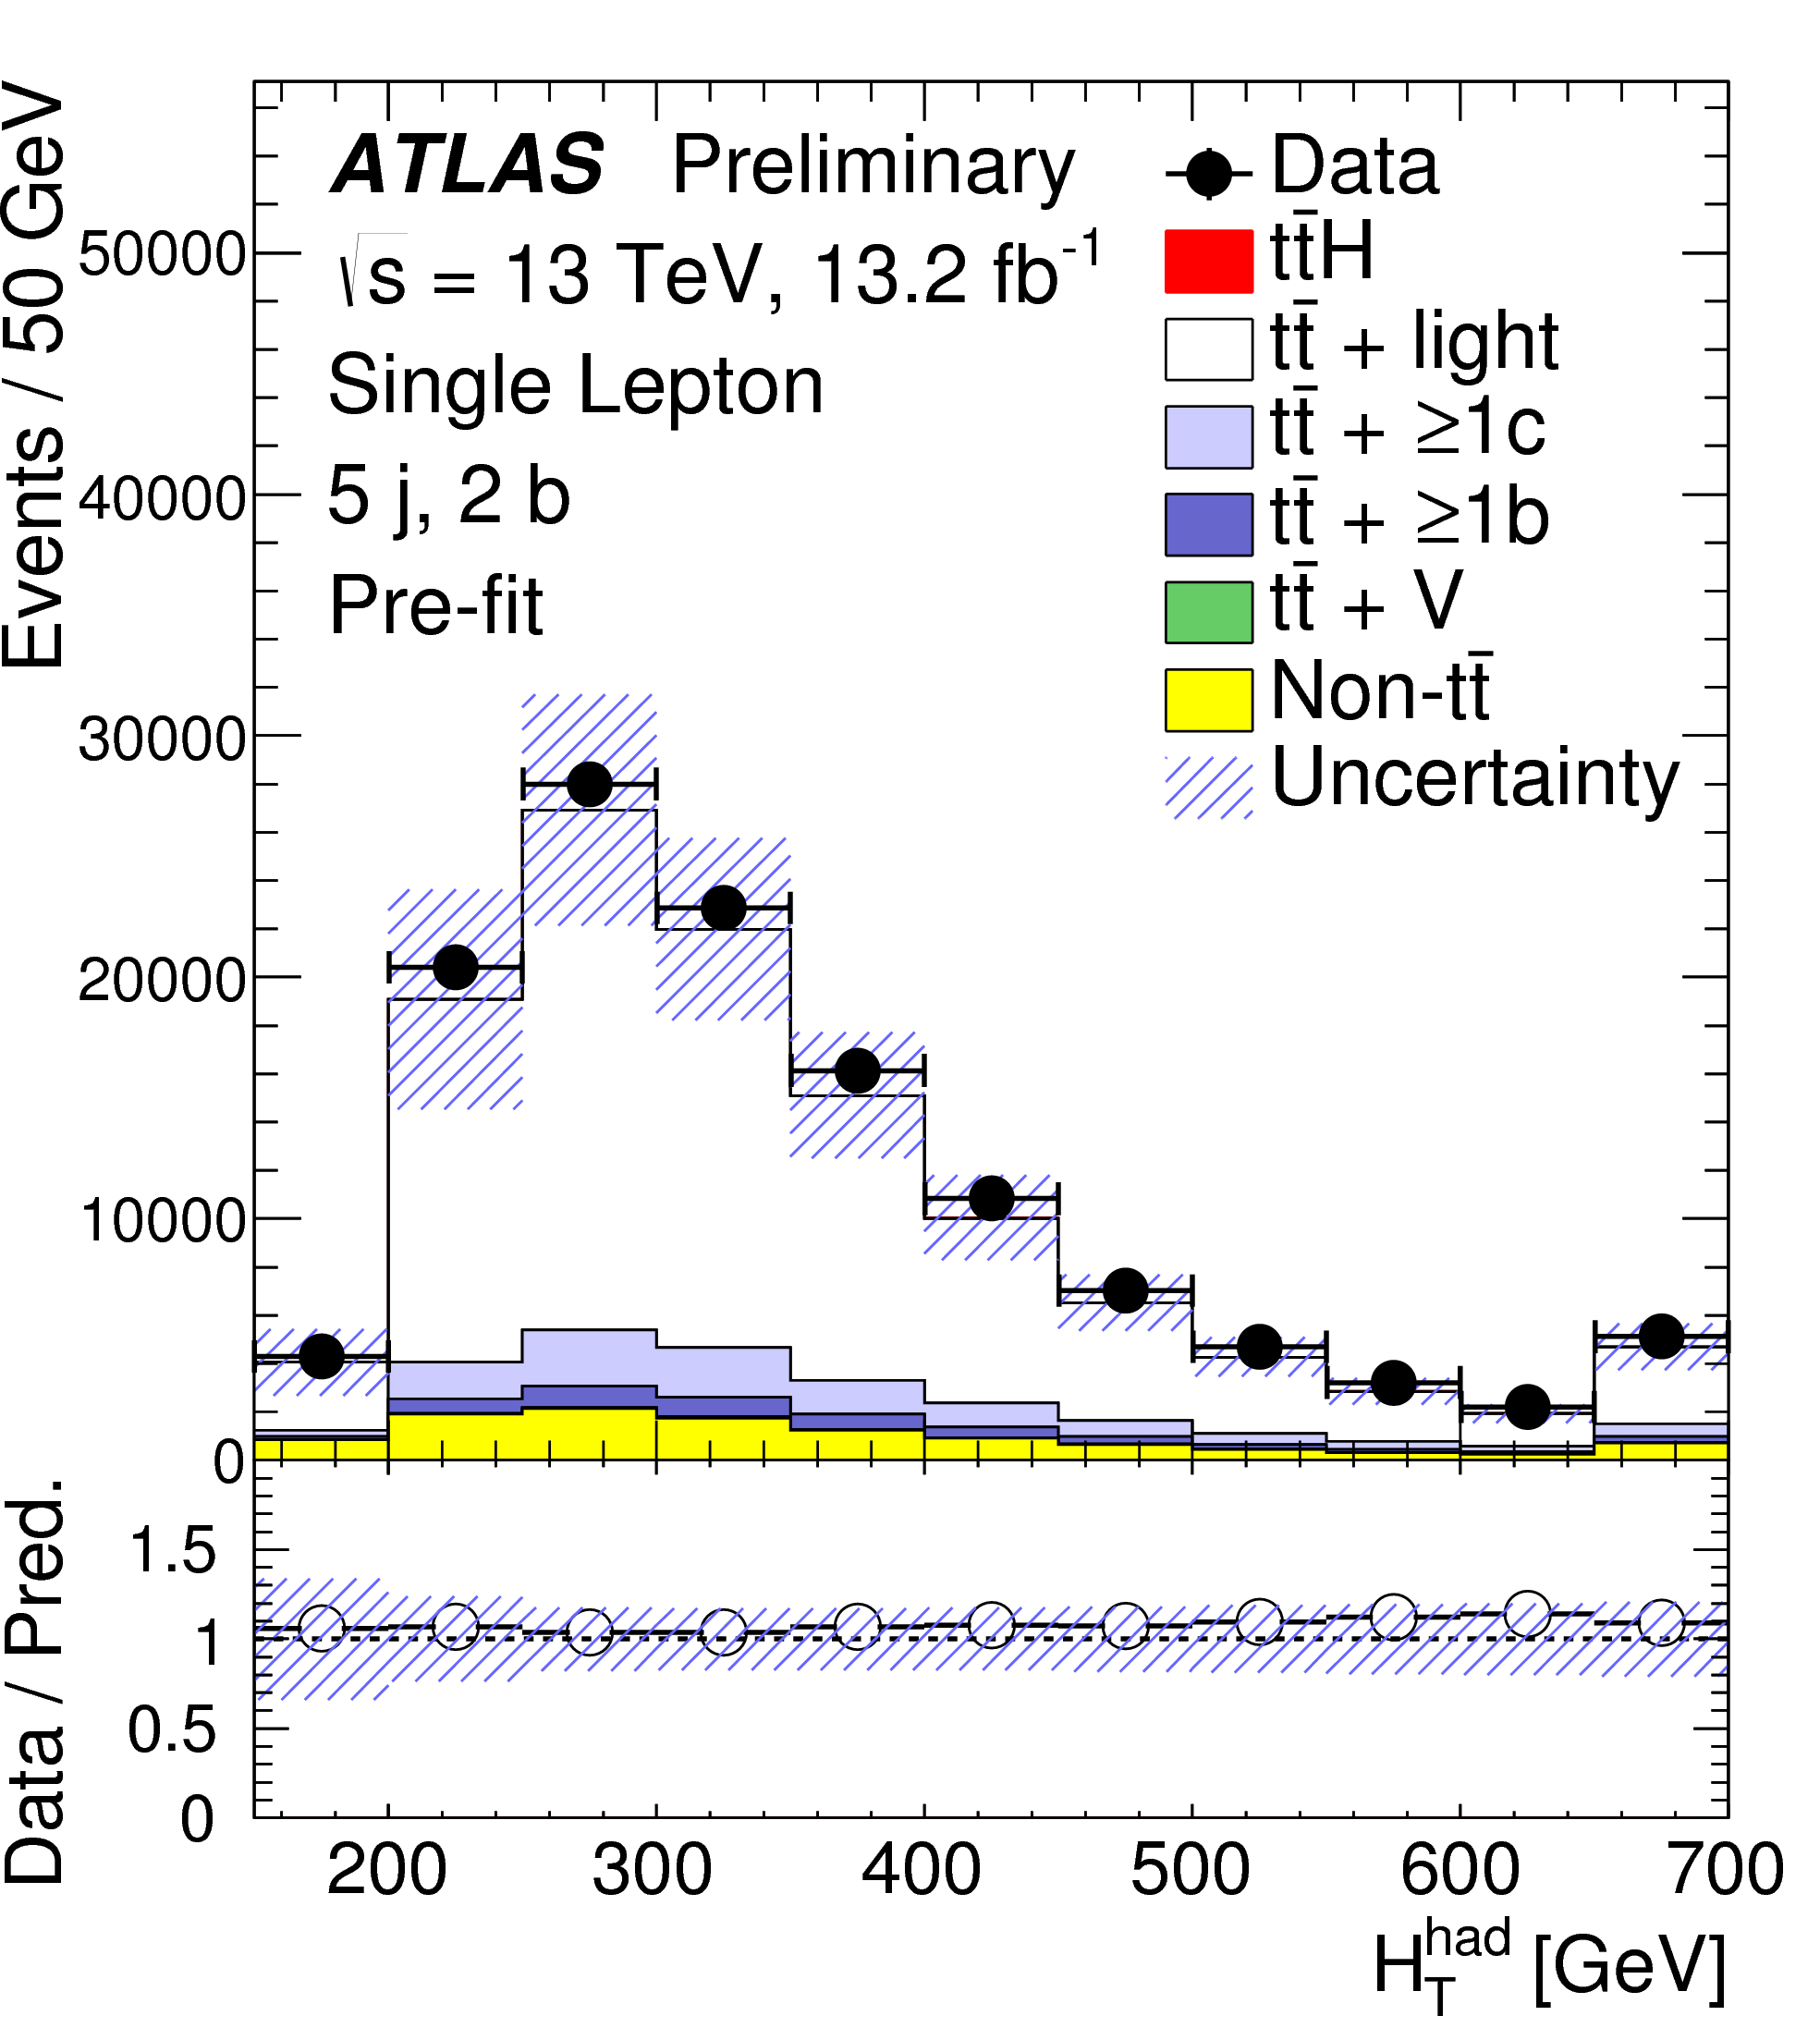 Events / 50 GeV
50000
40000
30000
20000
10000
0
ATLAS Preliminary
√s = 13 TeV, 13.2 fb⁻¹
Single Lepton
5 j, 2 b
Pre-fit
Data
tt̄H
tt̄ + light
tt̄ + ≥1c
tt̄ + ≥1b
tt̄ + V
Non-tt̄
Uncertainty
Data / Pred.
1.5
1
0.5
0
200 300 400 500 600 700
H_T^had [GeV]